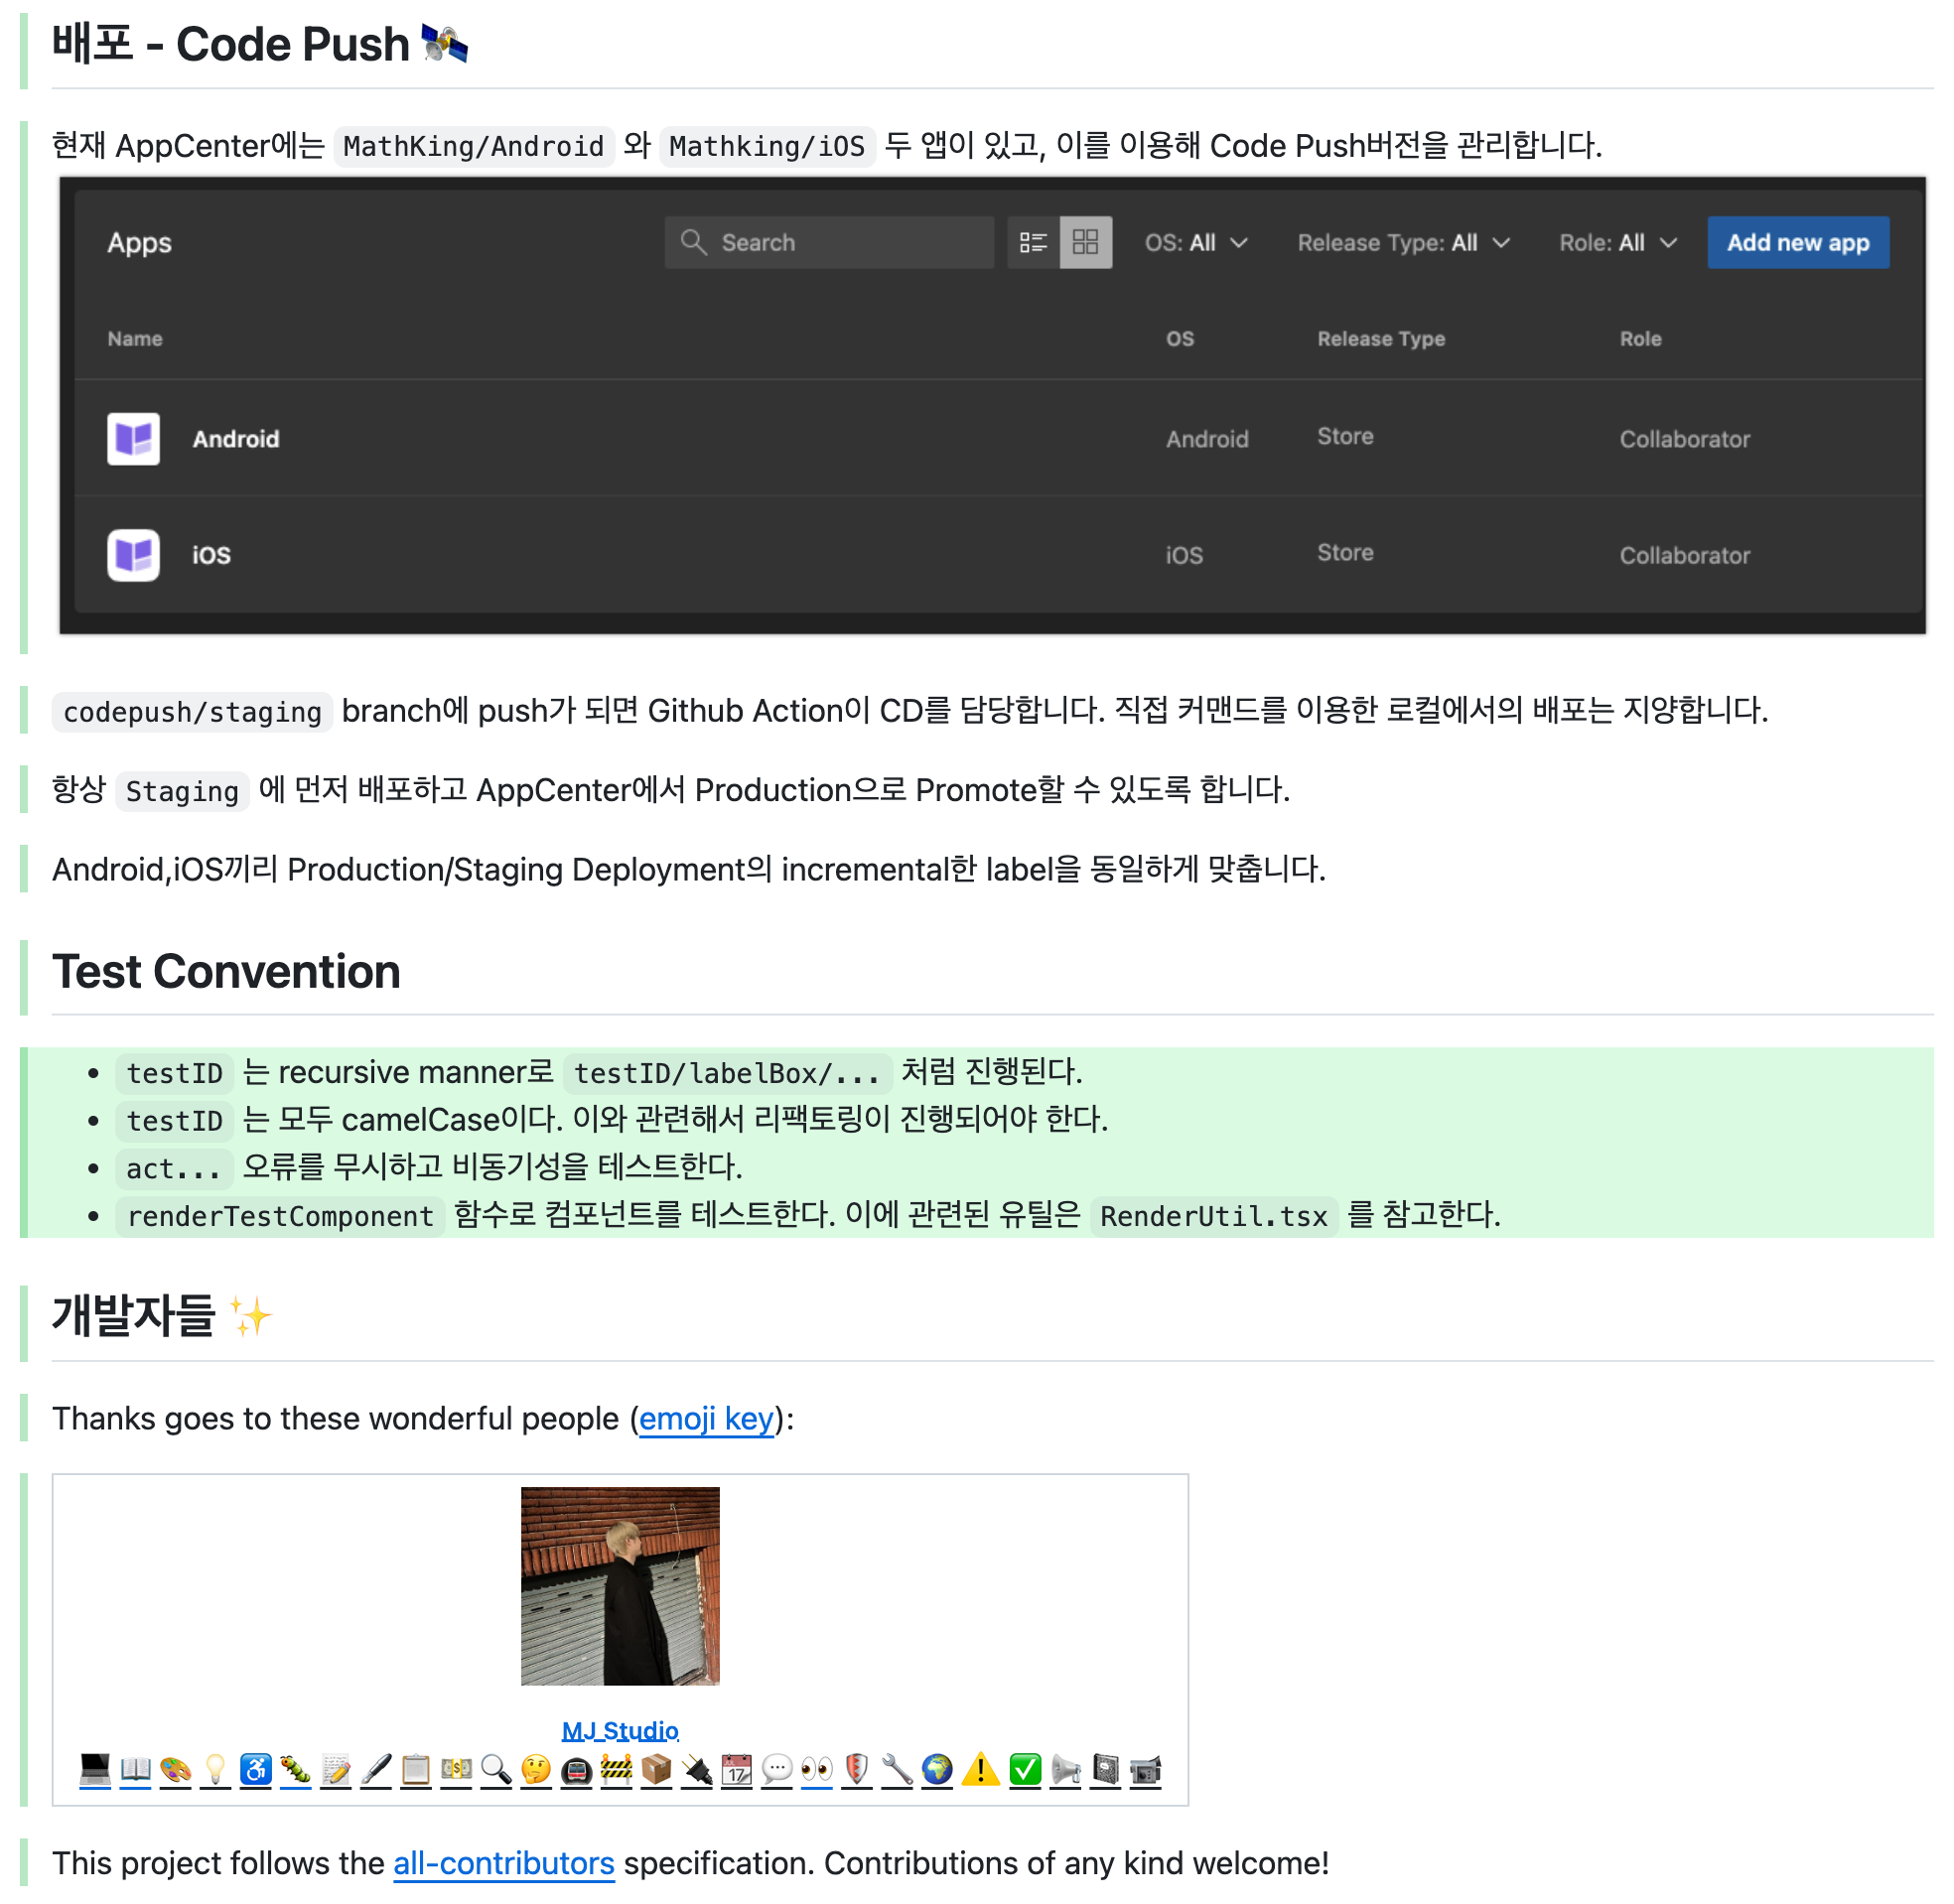 배포 - Code Push 🛰️
현재 AppCenter에는 MathKing/Android 와 Mathking/iOS 두 앱이 있고, 이를 이용해 Code Push버전을 관리합니다.
Apps Search OS: All Release Type: All Role: All Add new app
Name OS Release Type Role
Android Android Store Collaborator
iOS iOS Store Collaborator
codepush/staging branch에 push가 되면 Github Action이 CD를 담당합니다. 직접 커맨드를 이용한 로컬에서의 배포는 지양합니다.
항상 Staging 에 먼저 배포하고 AppCenter에서 Production으로 Promote할 수 있도록 합니다.
Android,iOS끼리 Production/Staging Deployment의 incremental한 label을 동일하게 맞춥니다.
Test Convention
• testID 는 recursive manner로 testID/labelBox/... 처럼 진행된다.
• testID 는 모두 camelCase이다. 이와 관련해서 리팩토링이 진행되어야 한다.
• act... 오류를 무시하고 비동기성을 테스트한다.
• renderTestComponent 함수로 컴포넌트를 테스트한다. 이에 관련된 유틸은 RenderUtil.tsx 를 참고한다.
개발자들 ✨
Thanks goes to these wonderful people (emoji key):
MJ Studio
💻 📖 🎨 💡 ♿ 🐛 📝 🖋 📋 💵 🔍 🤔 🚇 🚧 📦 🔌 📆 💬 👀 🛡️ 🔧 🌍 ⚠️ ✅ 📢 📓 📹
This project follows the all-contributors specification. Contributions of any kind welcome!